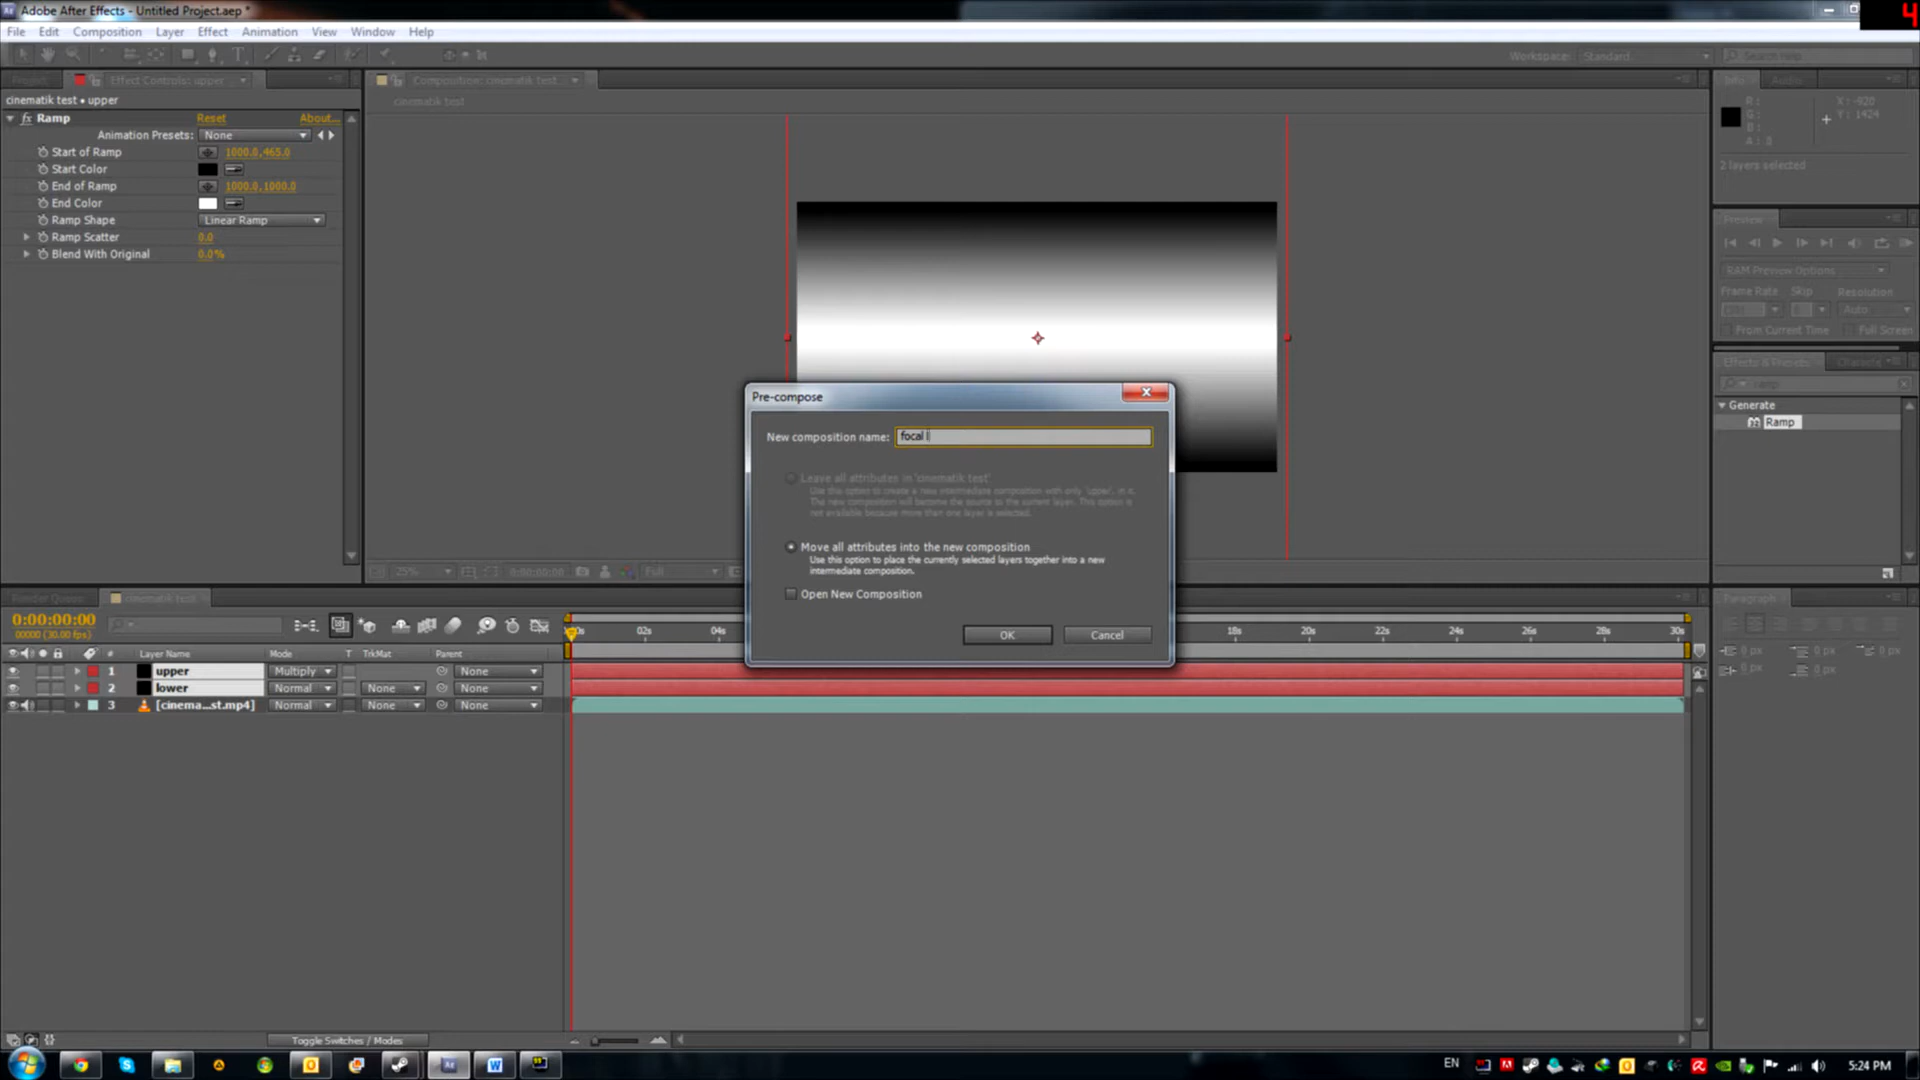 Adobe After Effects - Untitled Project.aep *
4
File Edit Composition Layer Effect Animation View Window Help
Workspace: Standard
Search Help
Project Effect Controls: upper
Composition: cinematik test
Info Audio
cinematik test • upper
cinematik test
fx Ramp Reset About...
Animation Presets: None
Start of Ramp 1000.0,465.0
Start Color
End of Ramp 1000.0,1000.0
End Color
Ramp Shape Linear Ramp
Ramp Scatter 0.0
Blend With Original 0.0%
R:
G:
B:
A: 0
X: -920
Y: 1424
2 layers selected
Preview
RAM Preview Options
Frame Rate Skip Resolution
Auto
From Current Time Full Screen
Effects & Presets Characte
ramp
Generate
Ramp
Pre-compose
New composition name: focal l
Leave all attributes in 'cinematik test'
Use this option to create a new intermediate composition with only 'upper', in it.
The new composition will become the source to the current layer. This option is
not available because more than one layer is selected.
Move all attributes into the new composition
Use this option to place the currently selected layers together into a new
intermediate composition.
Open New Composition
OK Cancel
25% 0:00:00:00 Full
Render Queue cinematik test
0:00:00:00
00000 (30.00 fps)
02s 04s 18s 20s 22s 24s 26s 28s 30s
# Layer Name Mode T TrkMat Parent
1 upper Multiply None
2 lower Normal None None
3 [cinema...st.mp4] Normal None None
Paragraph
0 px 0 px 0 px
0 px 0 px
Toggle Switches / Modes
EN 5:24 PM